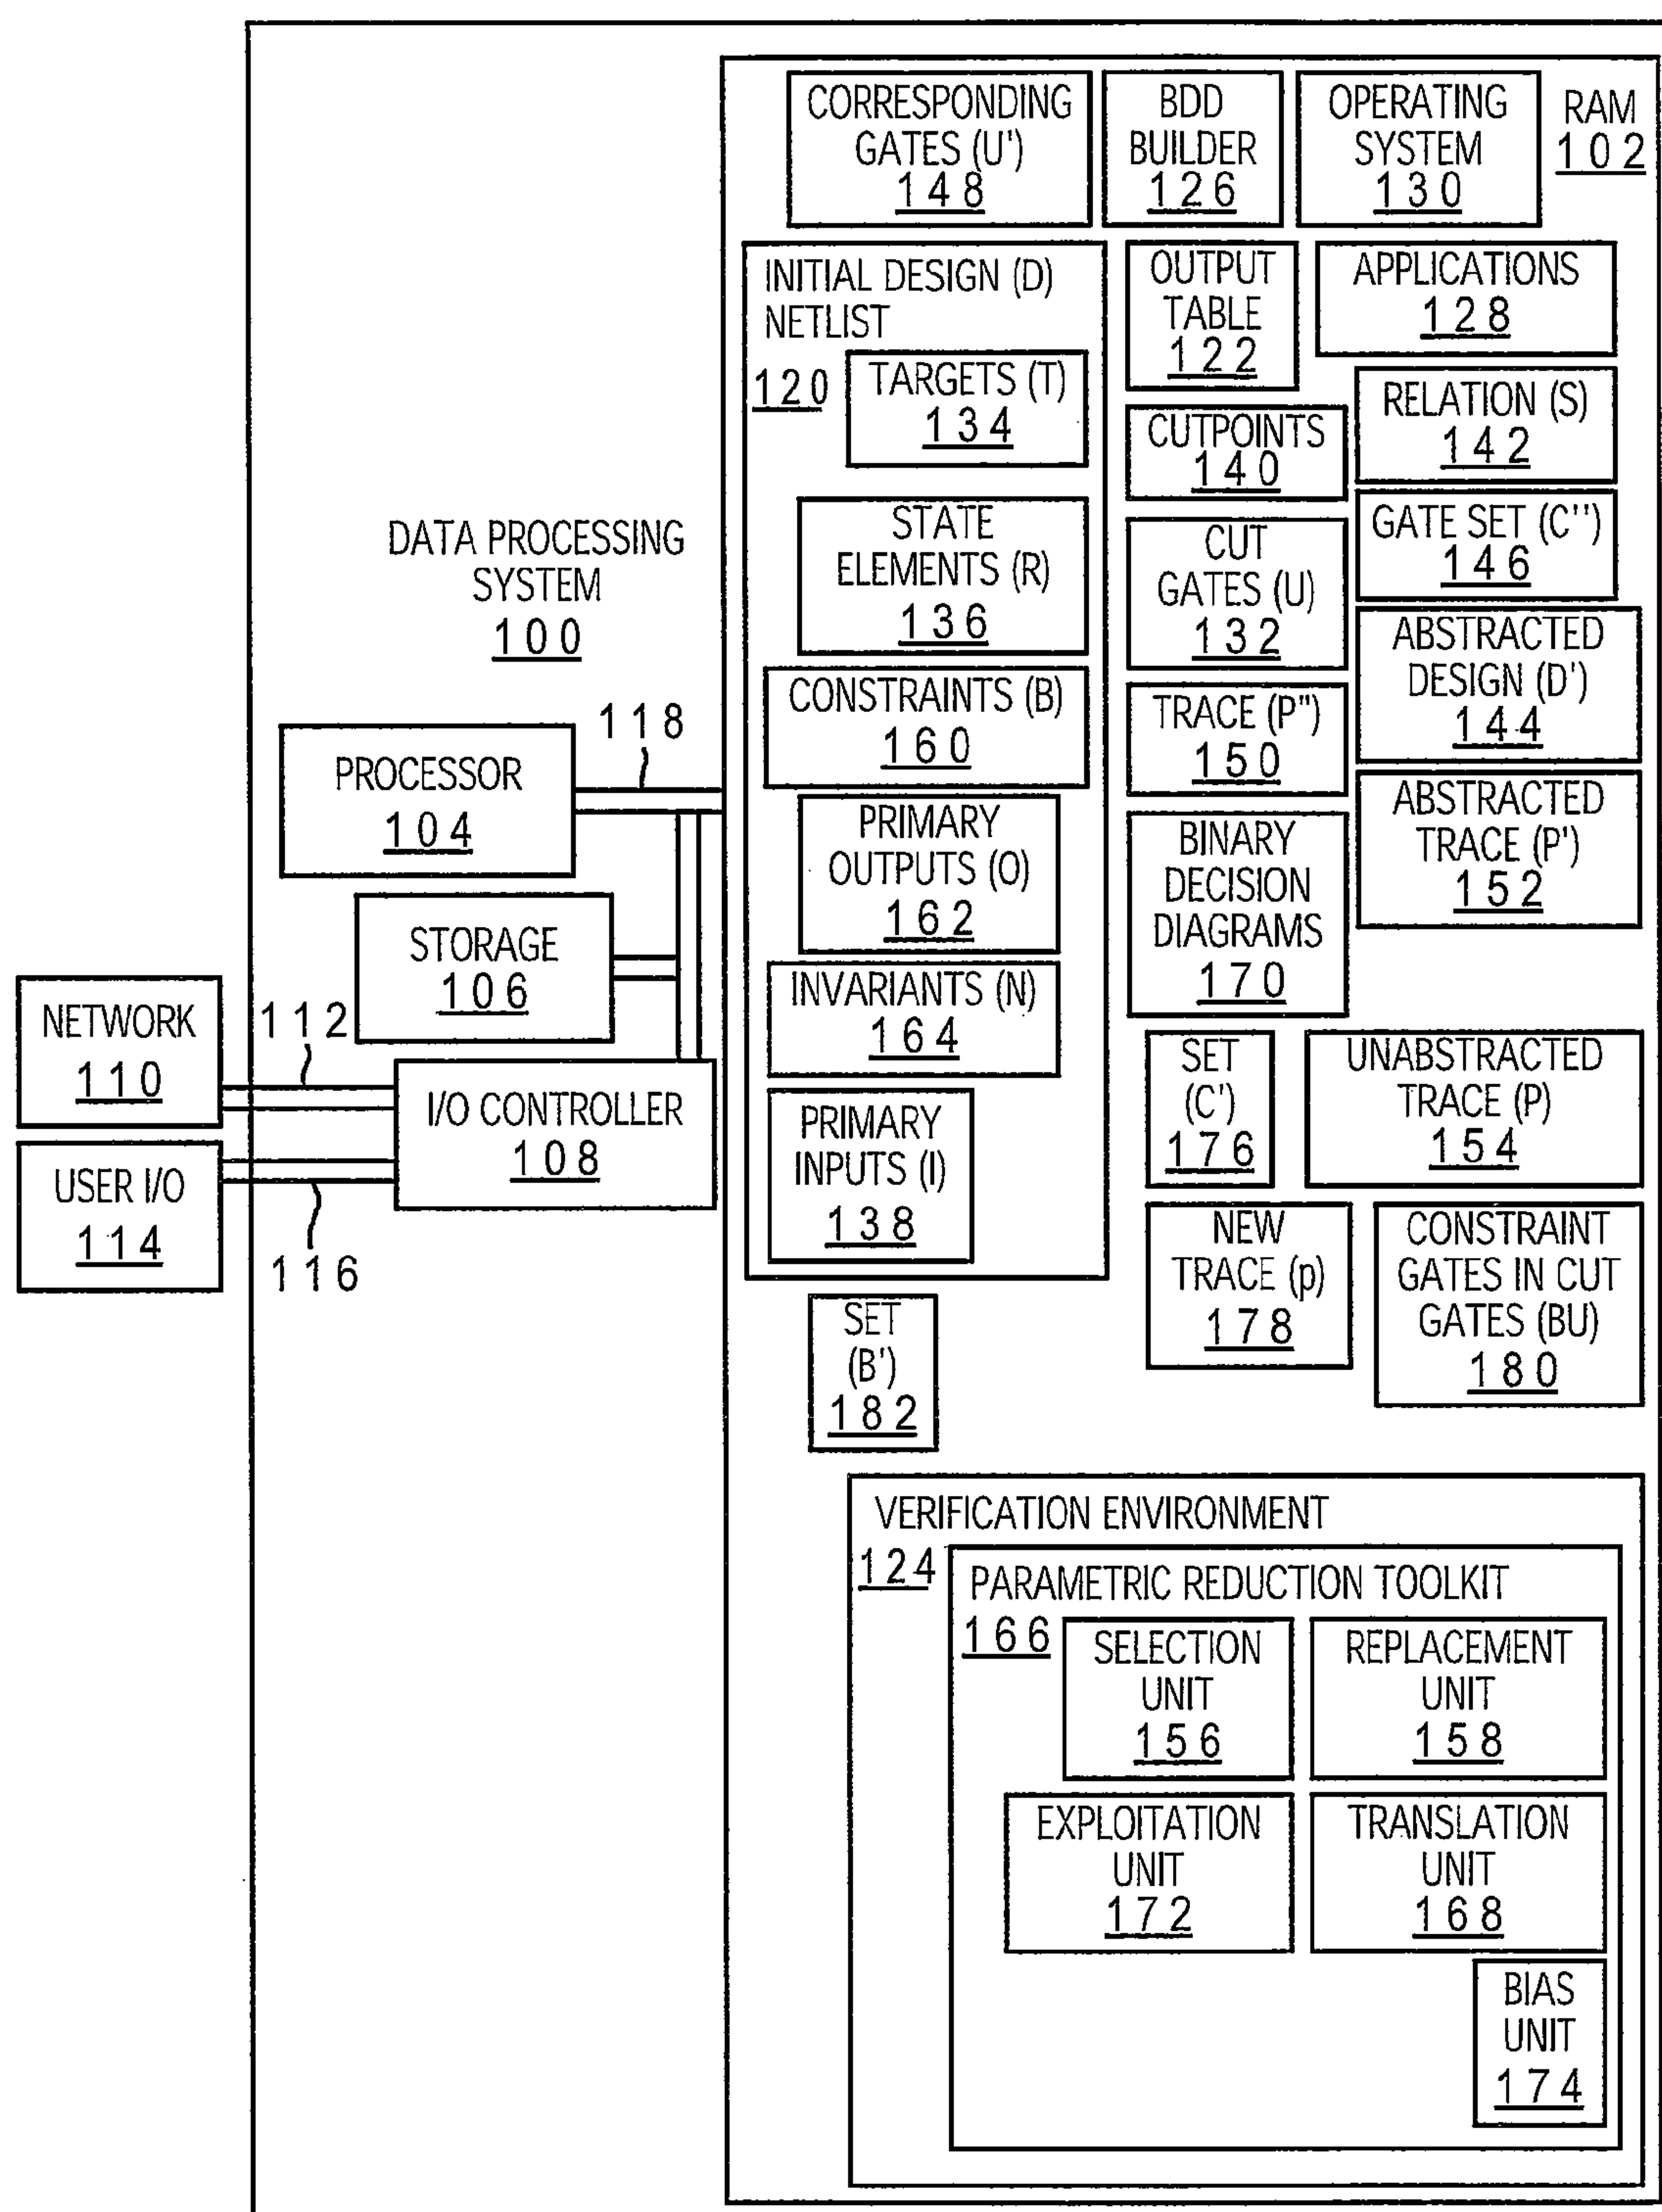 CORRESPONDING
GATES (U')
148
BDD
BUILDER
126
OPERATING
SYSTEM
130
RAM
102
INITIAL DESIGN (D)
NETLIST
120
TARGETS (T)
134
STATE
ELEMENTS (R)
136
CONSTRAINTS (B)
160
PRIMARY
OUTPUTS (O)
162
INVARIANTS (N)
164
PRIMARY
INPUTS (I)
138
OUTPUT
TABLE
122
APPLICATIONS
128
CUTPOINTS
140
RELATION (S)
142
GATE SET (C'')
146
CUT
GATES (U)
132
ABSTRACTED
DESIGN (D')
144
TRACE (P")
150
ABSTRACTED
TRACE (P')
152
BINARY
DECISION
DIAGRAMS
170
SET
(C')
176
UNABSTRACTED
TRACE (P)
154
NEW
TRACE (p)
178
CONSTRAINT
GATES IN CUT
GATES (BU)
180
SET
(B')
182
DATA PROCESSING
SYSTEM
100
118
PROCESSOR
104
STORAGE
106
NETWORK
110
112
I/O CONTROLLER
108
USER I/O
114
116
VERIFICATION ENVIRONMENT
124
PARAMETRIC REDUCTION TOOLKIT
166
SELECTION
UNIT
156
REPLACEMENT
UNIT
158
EXPLOITATION
UNIT
172
TRANSLATION
UNIT
168
BIAS
UNIT
174